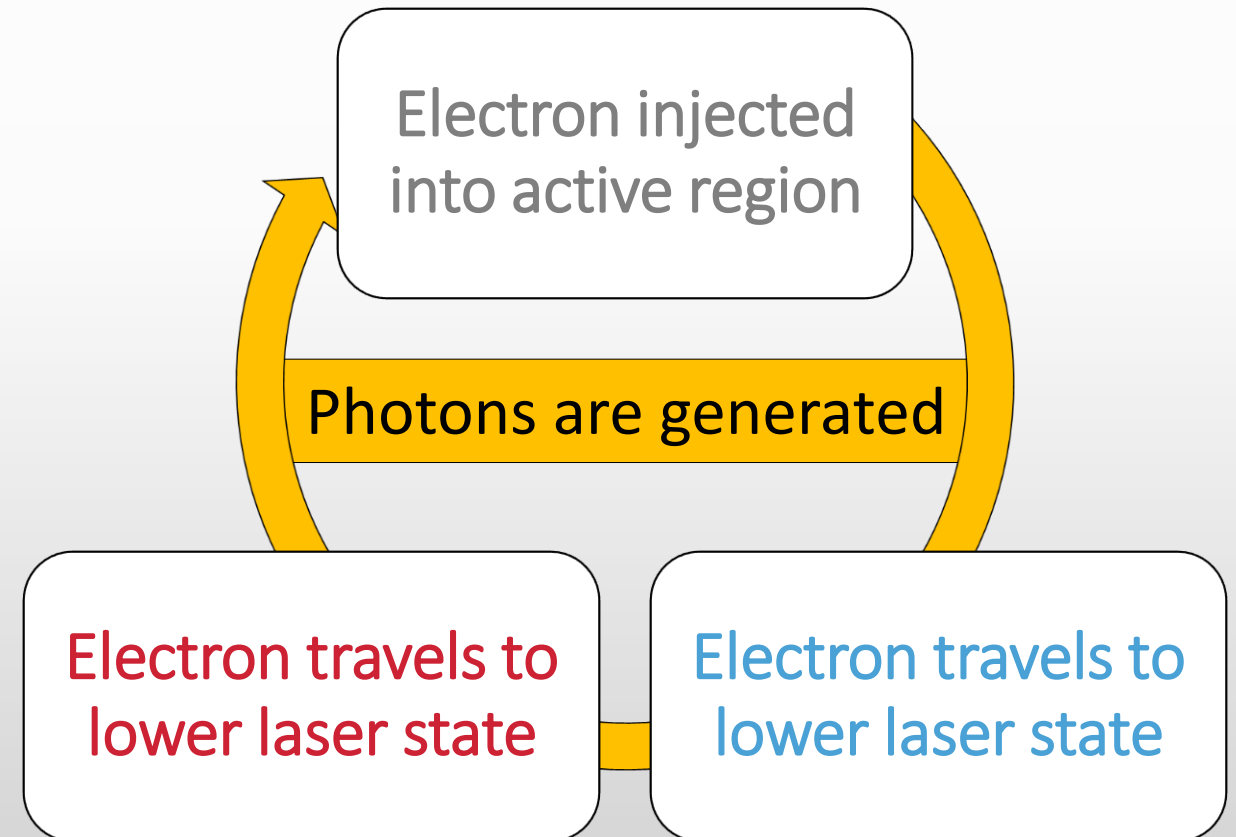 Electron injected
into active region
Photons are generated
Electron travels to
lower laser state
Electron travels to
lower laser state